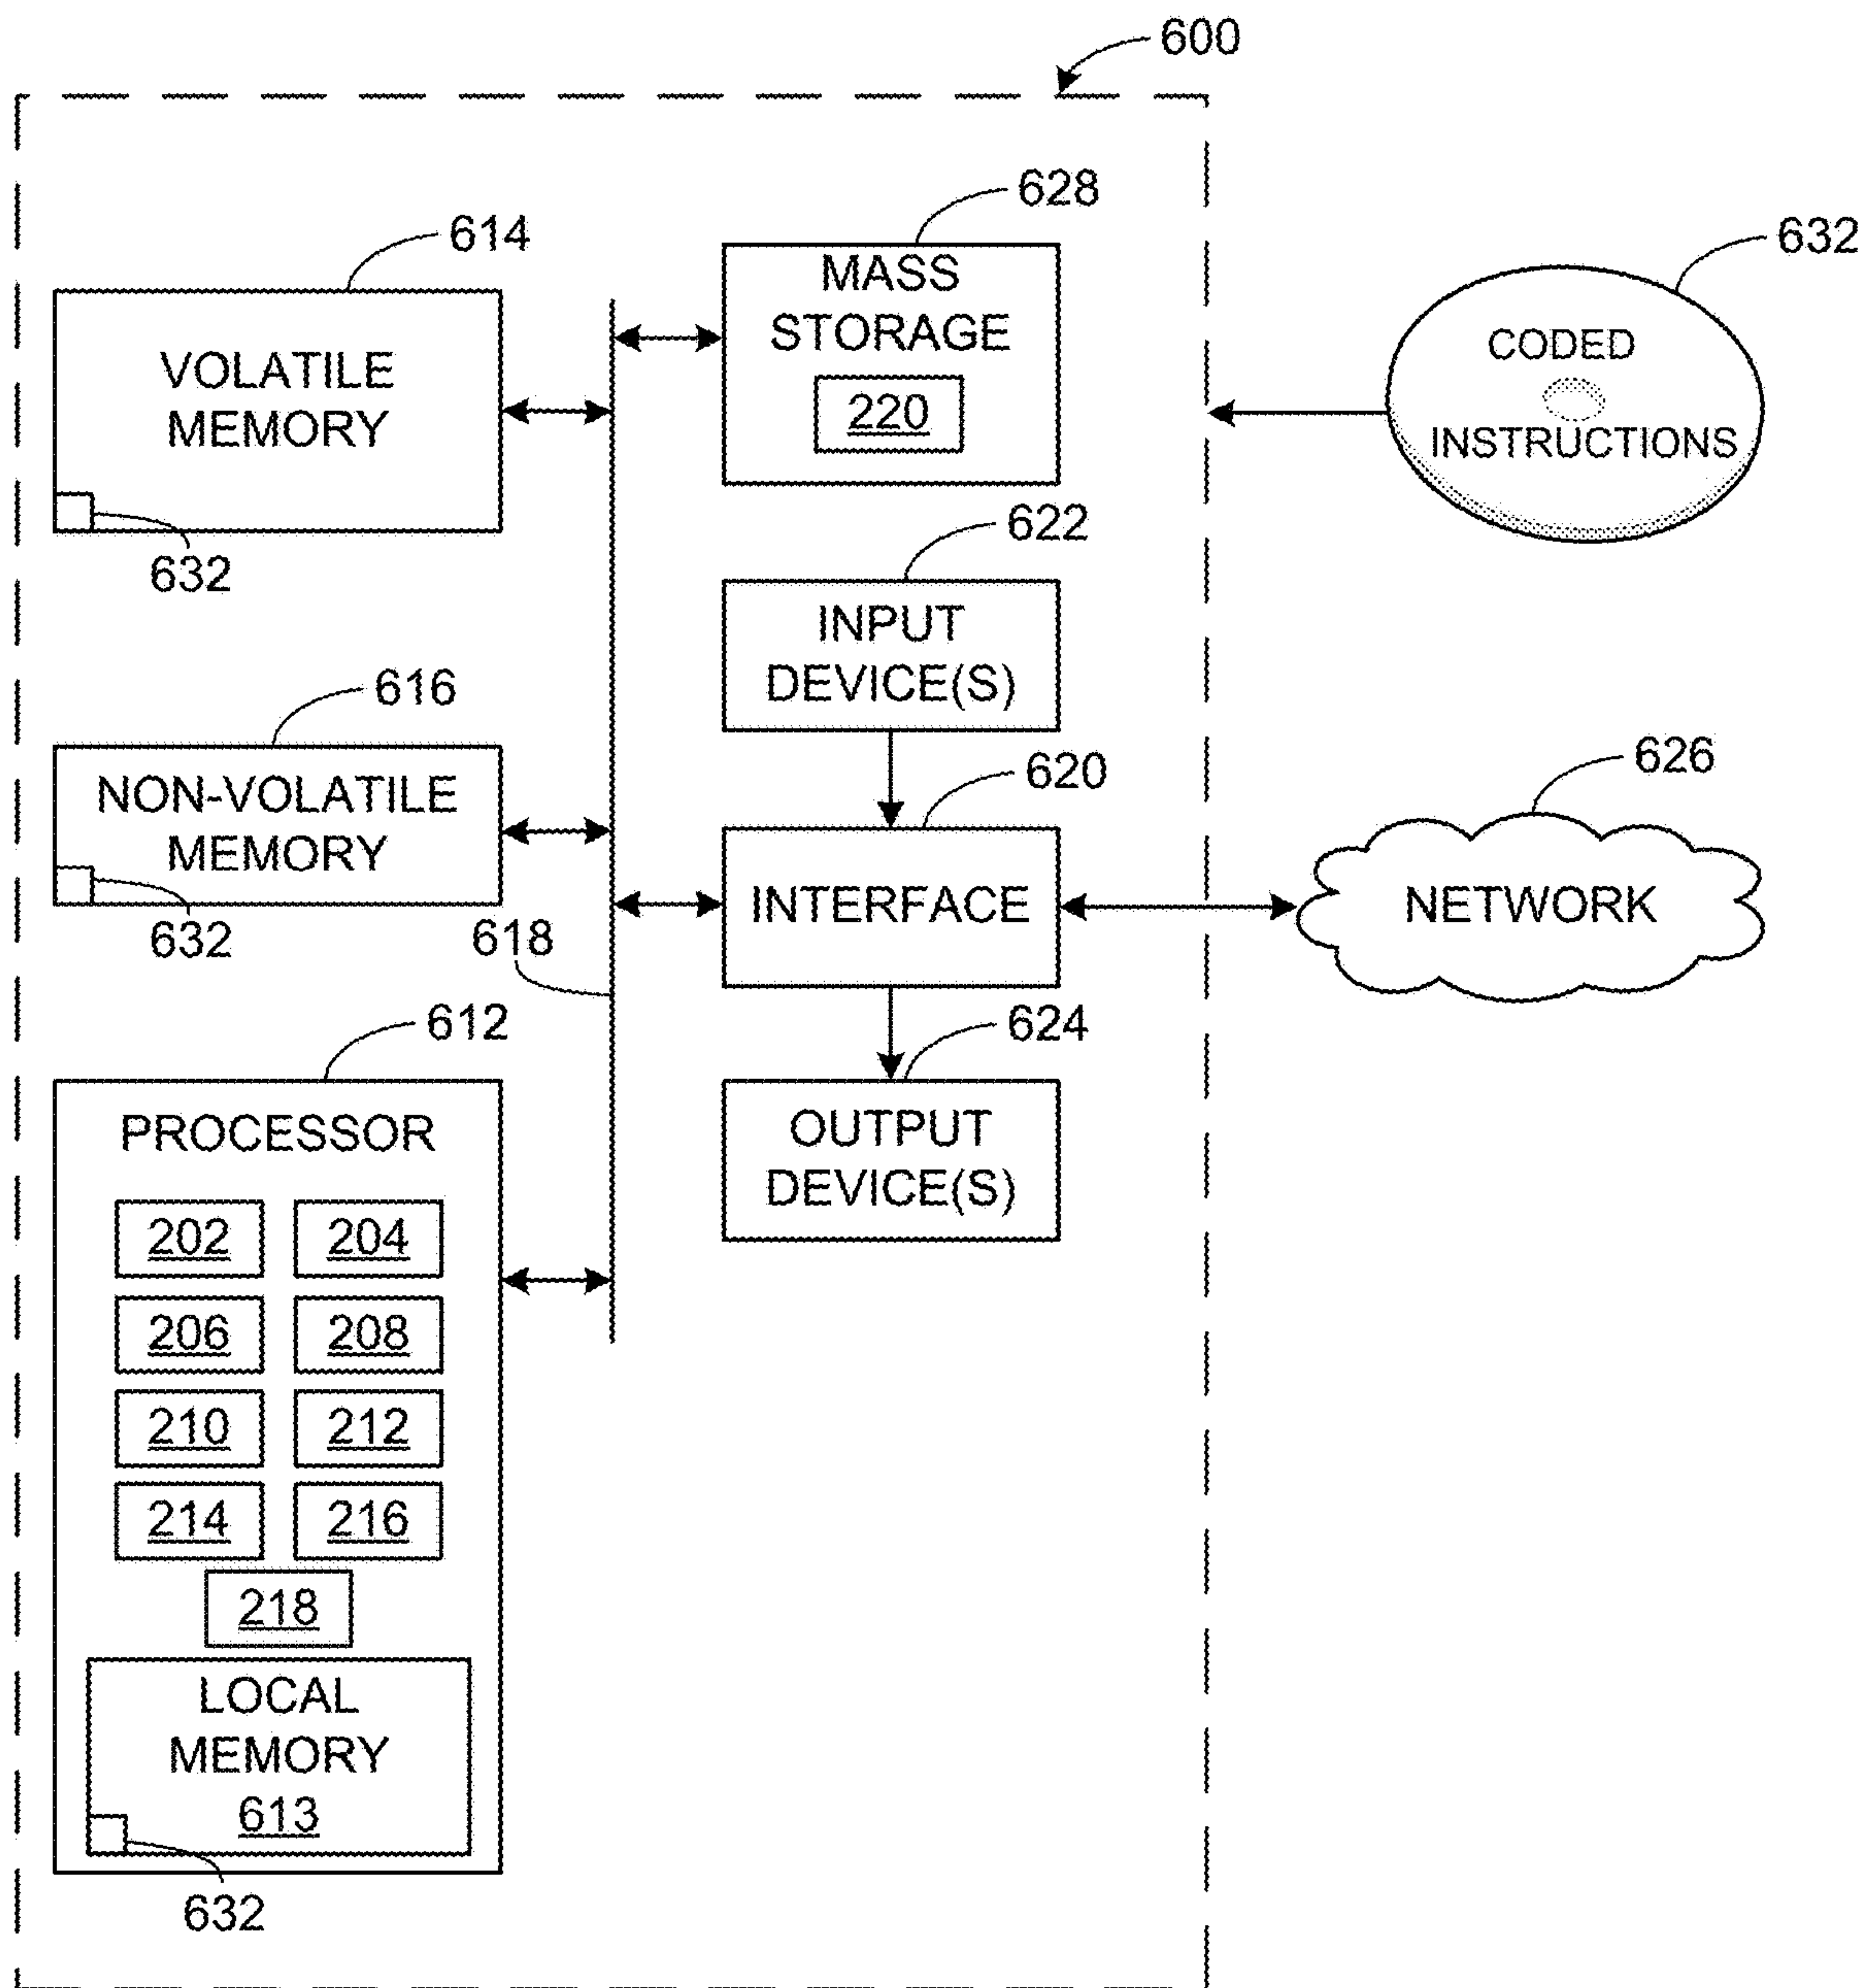 600
628
614
632
MASS
STORAGE
220
VOLATILE
MEMORY
CODED
INSTRUCTIONS
632
622
INPUT
DEVICE(S)
616
620
626
NON-VOLATILE
MEMORY
INTERFACE
NETWORK
632
618
612
624
PROCESSOR
OUTPUT
DEVICE(S)
202
204
206
208
210
212
214
216
218
LOCAL
MEMORY
613
632